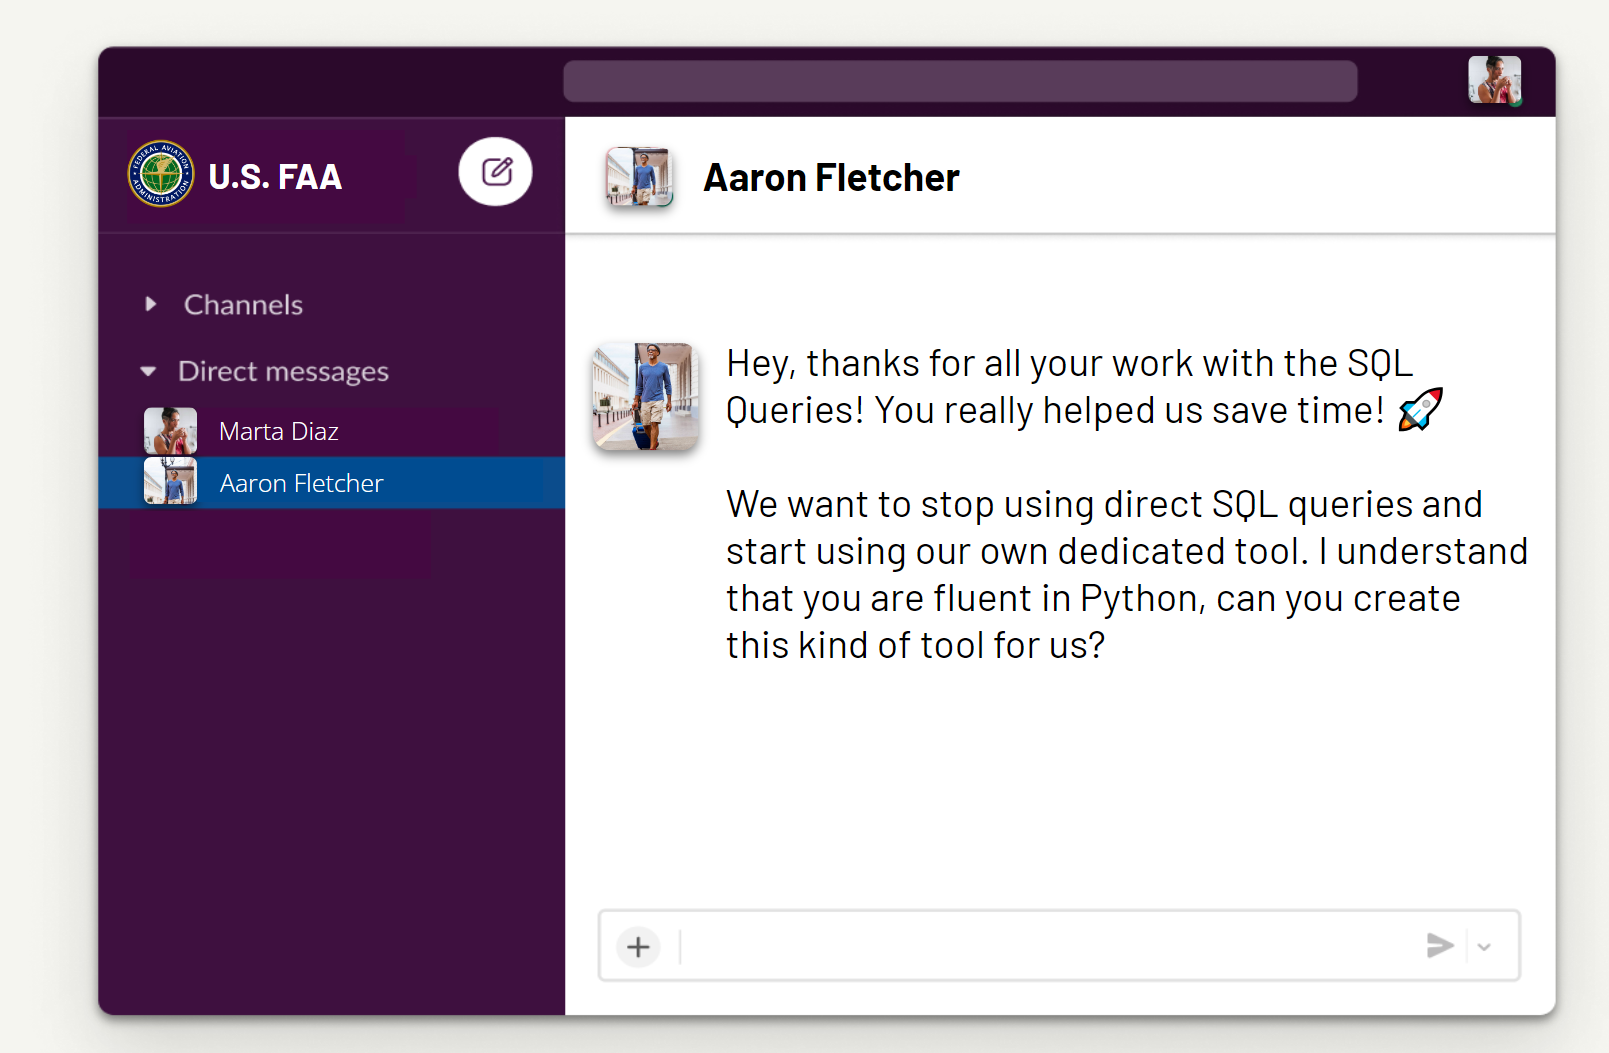 FEDERAL AVIATION
ADMINISTRATION
U.S. FAA
Channels
Direct messages
Marta Diaz
Aaron Fletcher
Aaron Fletcher
Hey, thanks for all your work with the SQL
Queries! You really helped us save time! 🚀
We want to stop using direct SQL queries and
start using our own dedicated tool. I understand
that you are fluent in Python, can you create
this kind of tool for us?